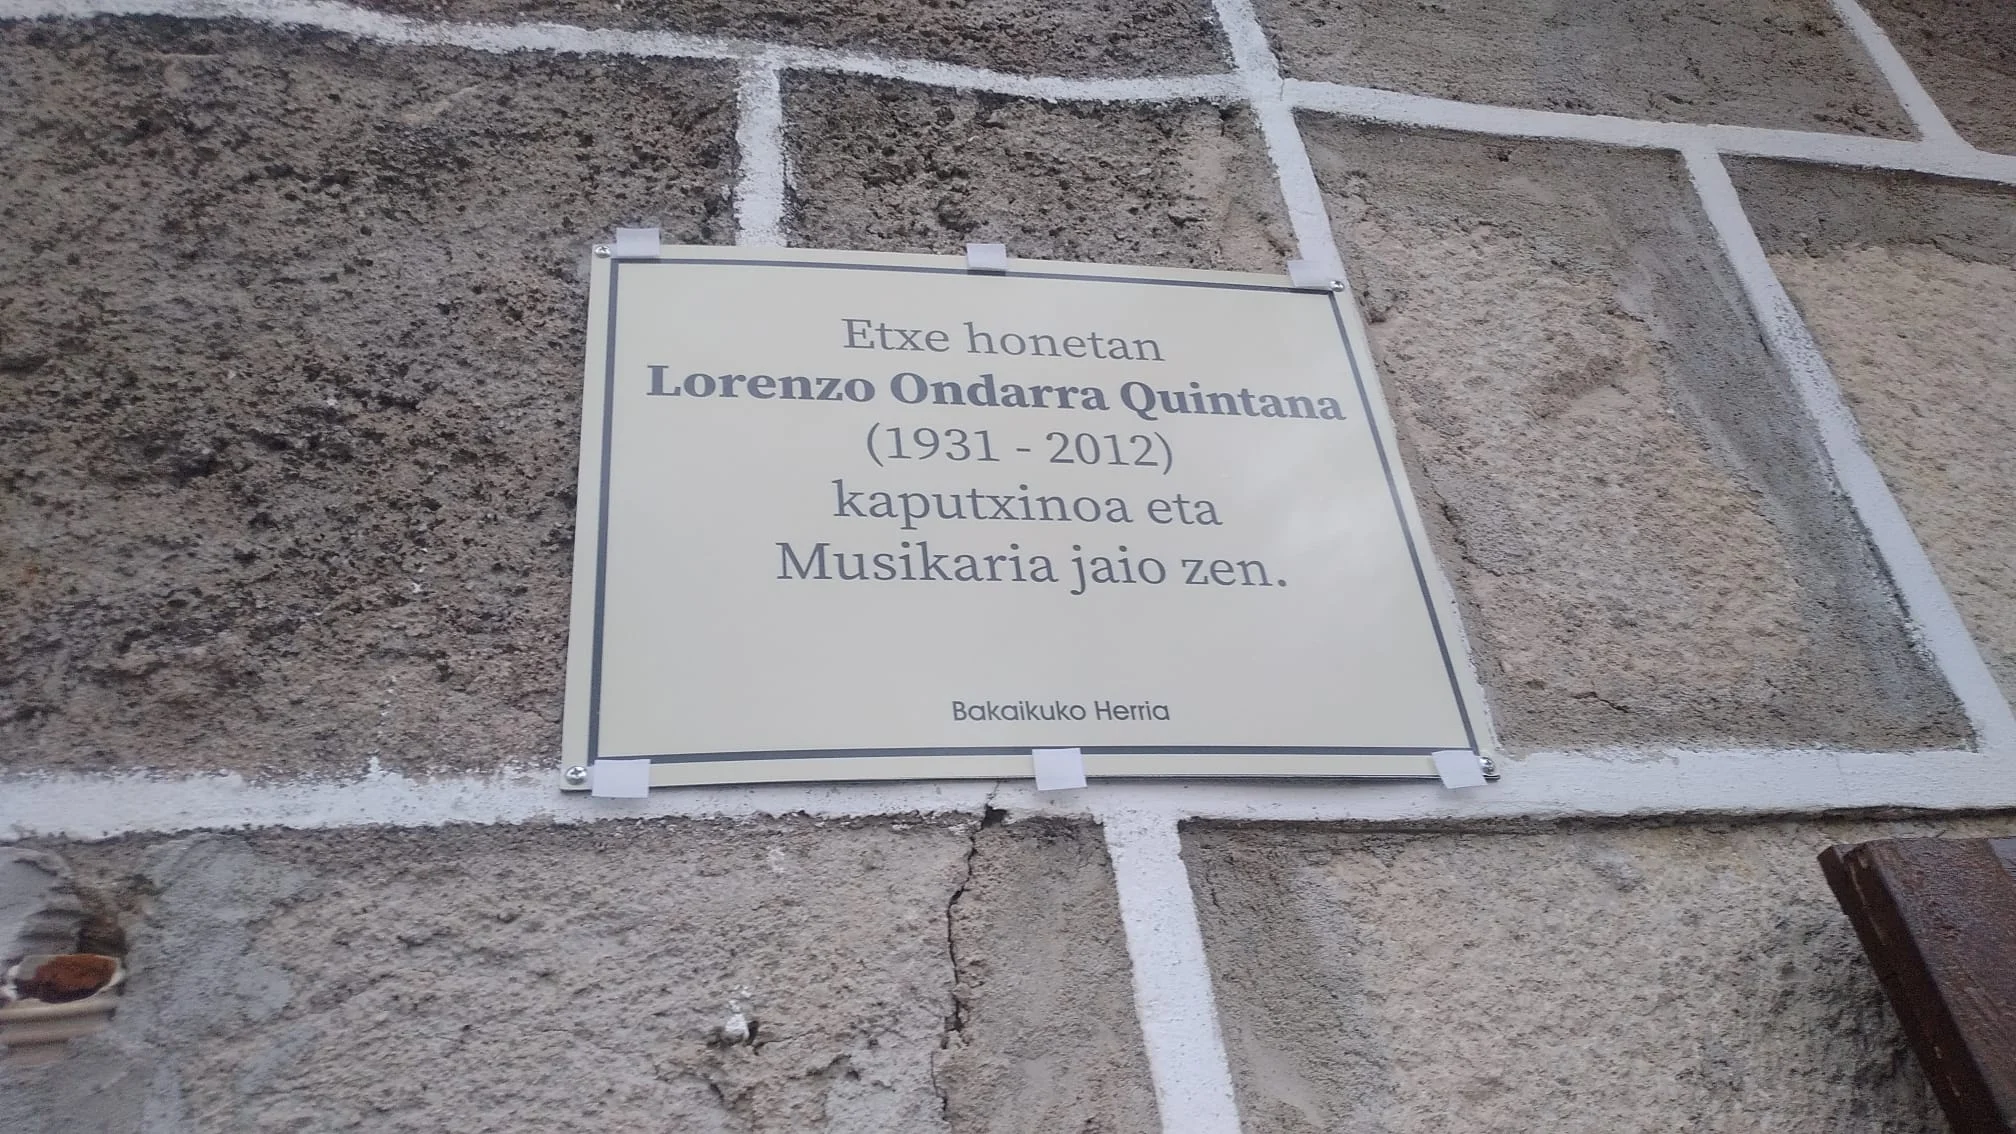 Etxe honetan
Lorenzo Ondarra Quintana
(1931 - 2012)
kaputxinoa eta
Musikaria jaio zen.
Bakaikuko Herria